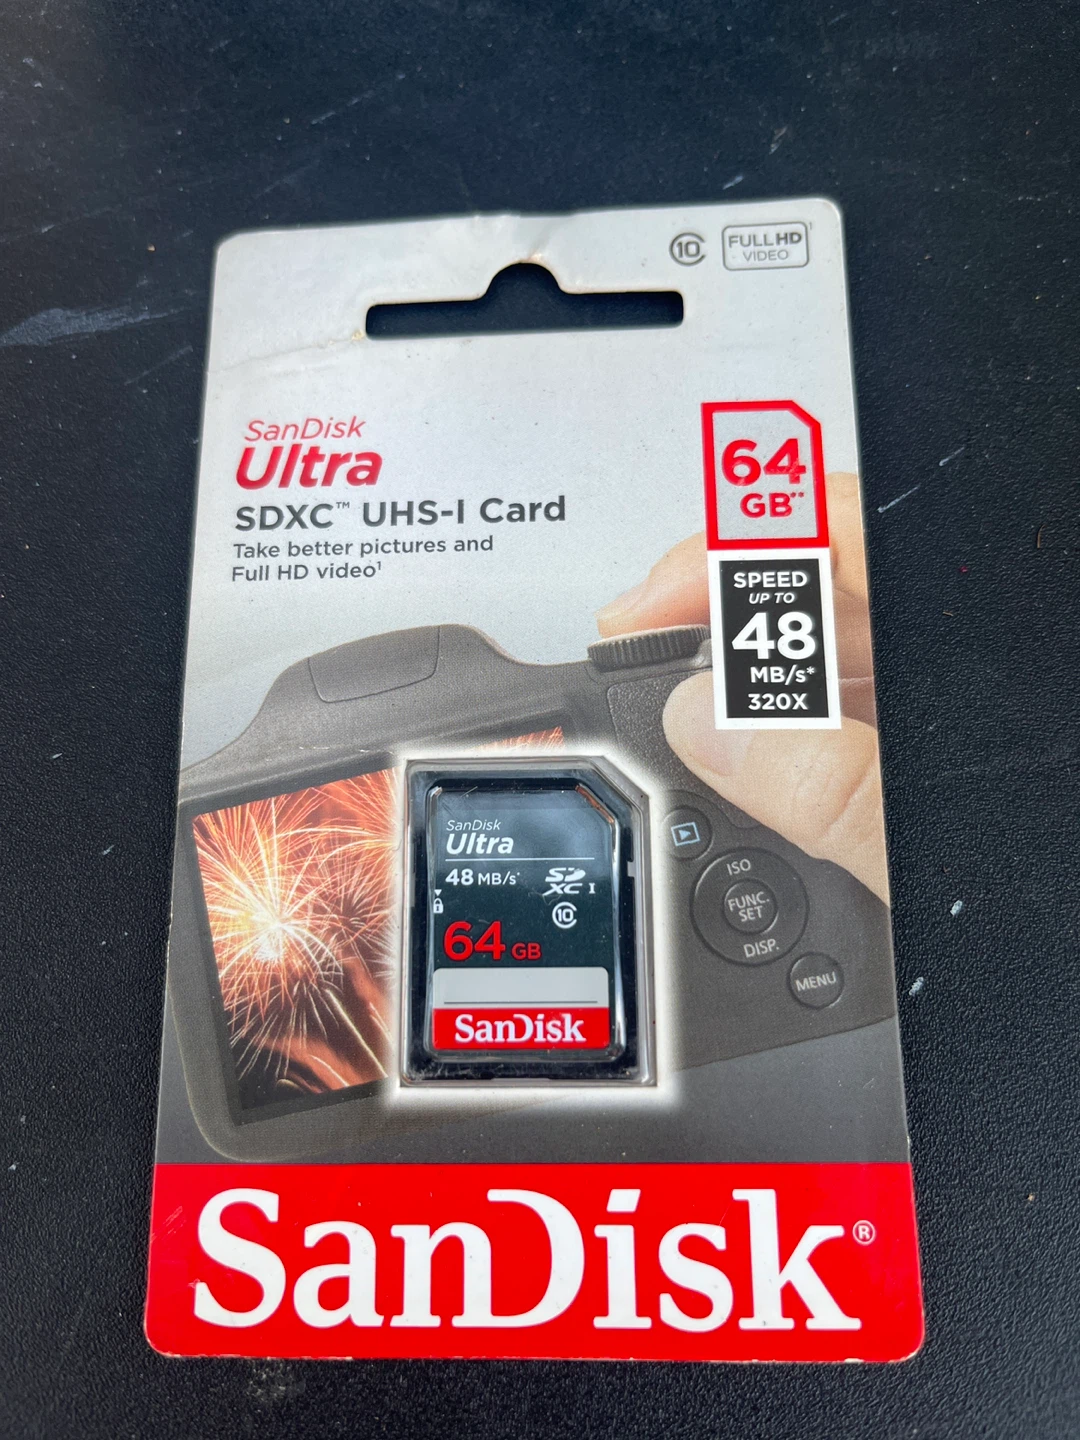 10
FULL HD¹
VIDEO
SanDisk
Ultra
SDXC™ UHS-I Card
Take better pictures and
Full HD video¹
64
GB**
SPEED
UP TO
48
MB/s*
320X
SanDisk
Ultra
48 MB/s*
SD
XC I
10
64 GB
SanDisk
ISO
FUNC.
SET
DISP.
MENU
SanDisk®